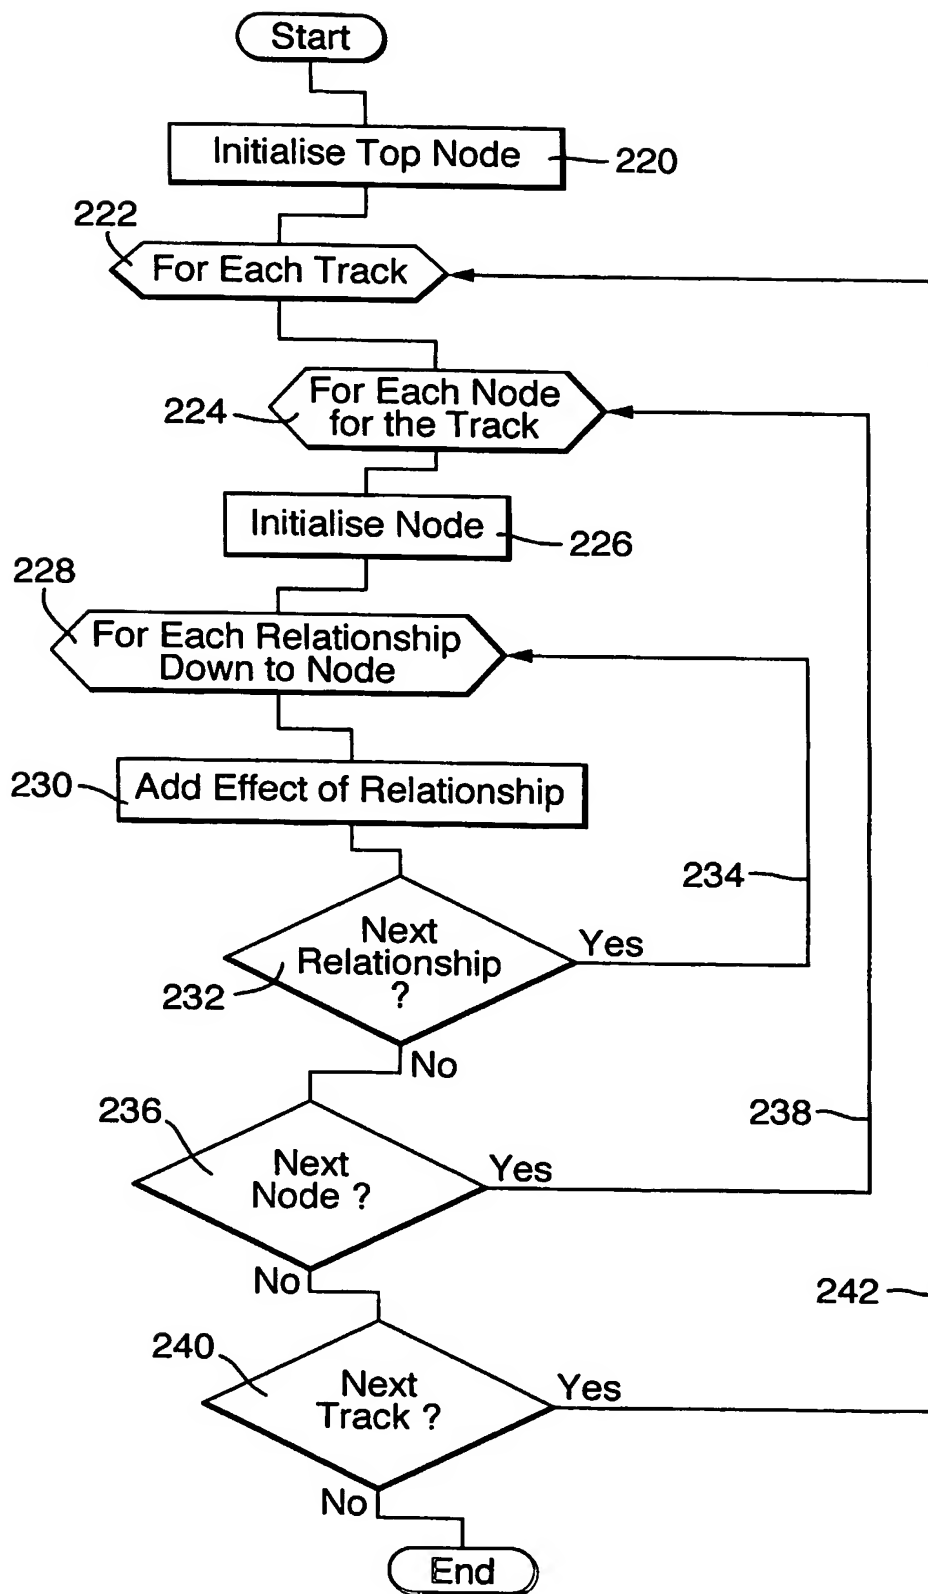 Start
Initialise Top Node
220
222
For Each Track
For Each Node
for the Track
224
Initialise Node
226
228
For Each Relationship
Down to Node
230
Add Effect of Relationship
234
Next
Relationship
?
Yes
232
No
236
238
Next
Node ?
Yes
No
242
240
Next
Track ?
Yes
No
End